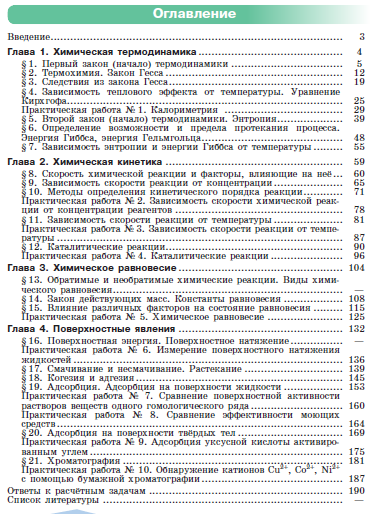 Оглавление
Введение 3
Глава 1. Химическая термодинамика 4
§ 1. Первый закон (начало) термодинамики 5
§ 2. Термохимия. Закон Гесса 12
§ 3. Следствия из закона Гесса 19
§ 4. Зависимость теплового эффекта от температуры. Уравнение
Кирхгофа 25
Практическая работа № 1. Калориметрия 29
§ 5. Второй закон (начало) термодинамики. Энтропия 39
§ 6. Определение возможности и предела протекания процесса.
Энергия Гиббса, энергия Гельмгольца 48
§ 7. Зависимость энтропии и энергии Гиббса от температуры 55
Глава 2. Химическая кинетика 59
§ 8. Скорость химической реакции и факторы, влияющие на неё 60
§ 9. Зависимость скорости реакции от концентрации 65
§ 10. Методы определения кинетического порядка реакции 71
Практическая работа № 2. Зависимость скорости химической реак-
ции от концентрации реагентов 78
§ 11. Зависимость скорости реакции от температуры 81
Практическая работа № 3. Зависимость скорости реакции от темпе-
ратуры 87
§ 12. Каталитические реакции 90
Практическая работа № 4. Каталитические реакции 96
Глава 3. Химическое равновесие 104
§ 13. Обратимые и необратимые химические реакции. Виды хими-
ческого равновесия —
§ 14. Закон действующих масс. Константы равновесия 108
§ 15. Влияние различных факторов на состояние равновесия 115
Практическая работа № 5. Химическое равновесие 125
Глава 4. Поверхностные явления 132
§ 16. Поверхностная энергия. Поверхностное натяжение —
Практическая работа № 6. Измерение поверхностного натяжения
жидкостей 136
§ 17. Смачивание и несмачивание. Растекание 139
§ 18. Когезия и адгезия 145
§ 19. Адсорбция. Адсорбция на поверхности жидкости 153
Практическая работа № 7. Сравнение поверхностной активности
растворов веществ одного гомологического ряда 160
Практическая работа № 8. Сравнение эффективности моющих
средств 164
§ 20. Адсорбция на поверхности твёрдых тел 169
Практическая работа № 9. Адсорбция уксусной кислоты активиро-
ванным углем 175
§ 21. Хроматография 181
Практическая работа № 10. Обнаружение катионов Cu²⁺, Co²⁺, Ni²⁺
с помощью бумажной хроматографии 187
Ответы к расчётным задачам 190
Список литературы —